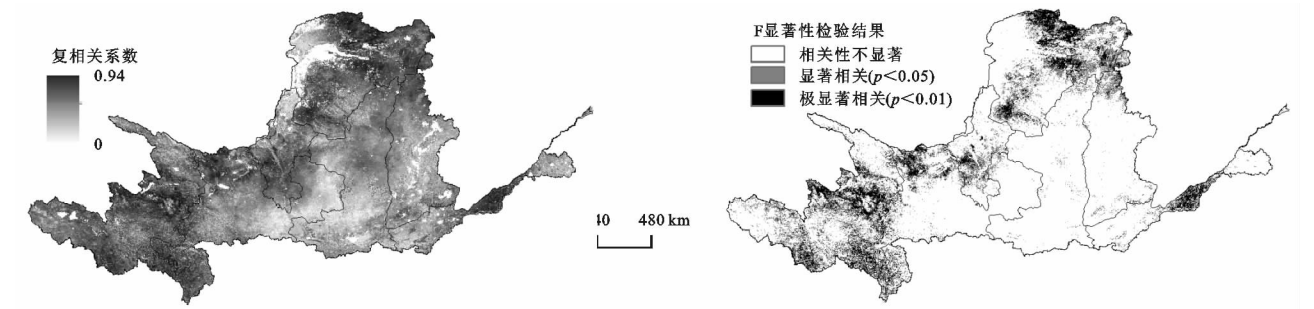 复相关系数
0.94
0
40 480 km
F显著性检验结果
相关性不显著
显著相关(p<0.05)
极显著相关(p<0.01)